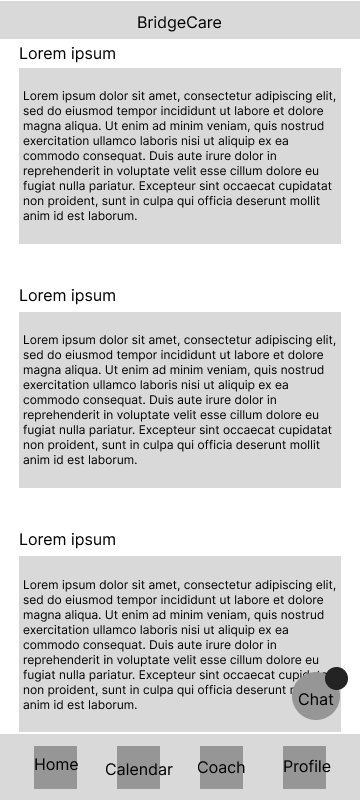 BridgeCare
Lorem ipsum
Lorem ipsum dolor sit amet, consectetur adipiscing elit,
sed do eiusmod tempor incididunt ut labore et dolore
magna aliqua. Ut enim ad minim veniam, quis nostrud
exercitation ullamco laboris nisi ut aliquip ex ea
commodo consequat. Duis aute irure dolor in
reprehenderit in voluptate velit esse cillum dolore eu
fugiat nulla pariatur. Excepteur sint occaecat cupidatat
non proident, sunt in culpa qui officia deserunt mollit
anim id est laborum.
Lorem ipsum
Lorem ipsum dolor sit amet, consectetur adipiscing elit,
sed do eiusmod tempor incididunt ut labore et dolore
magna aliqua. Ut enim ad minim veniam, quis nostrud
exercitation ullamco laboris nisi ut aliquip ex ea
commodo consequat. Duis aute irure dolor in
reprehenderit in voluptate velit esse cillum dolore eu
fugiat nulla pariatur. Excepteur sint occaecat cupidatat
non proident, sunt in culpa qui officia deserunt mollit
anim id est laborum.
Lorem ipsum
Lorem ipsum dolor sit amet, consectetur adipiscing elit,
sed do eiusmod tempor incididunt ut labore et dolore
magna aliqua. Ut enim ad minim veniam, quis nostrud
exercitation ullamco laboris nisi ut aliquip ex ea
commodo consequat. Duis aute irure dolor in
reprehenderit in voluptate velit esse cillum dolore eu
fugiat nulla pariatur. Excepteur sint occaecat
non proident, sunt in culpa qui officia deserunt
anim id est laborum.
Chat
Home
Calendar
Coach
Profile